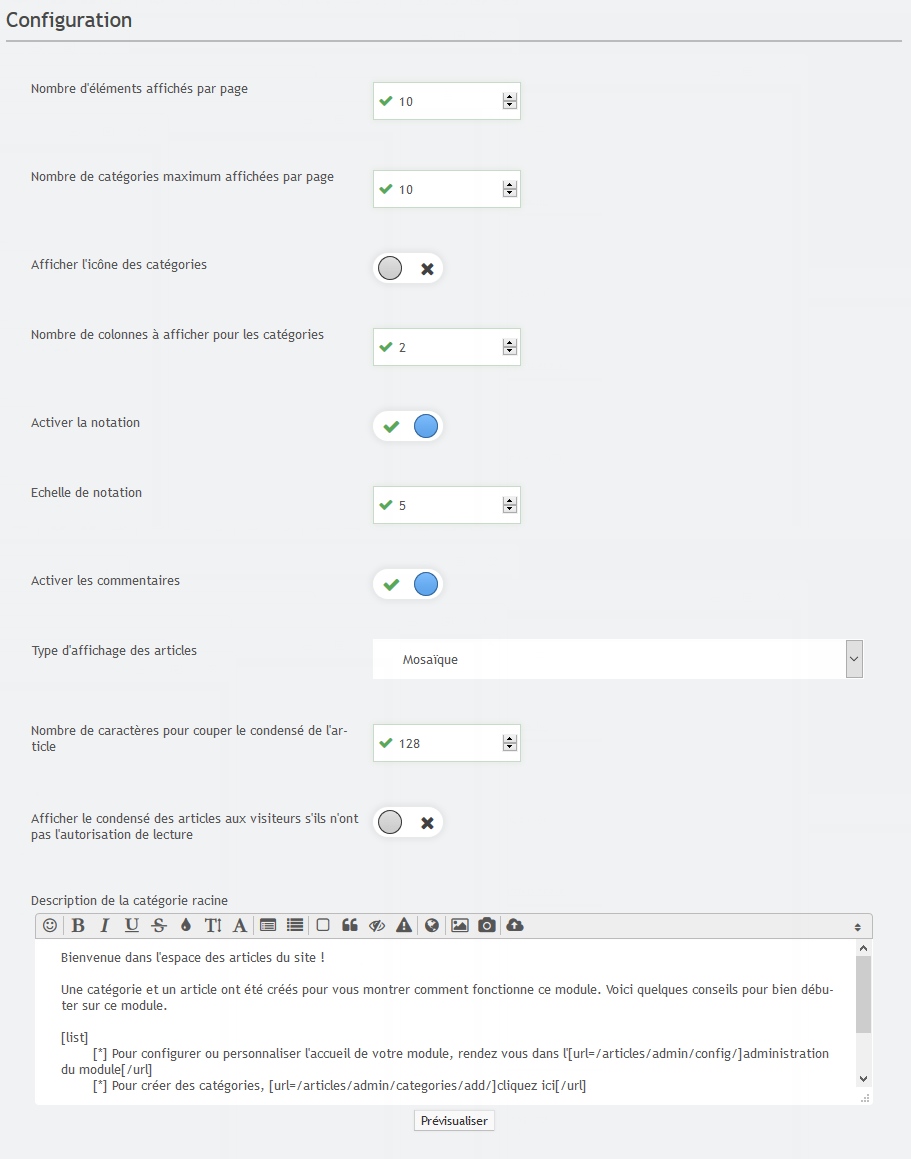 Configuration
Nombre d'éléments affichés par page
10
Nombre de catégories maximum affichées par page
10
Afficher l'icône des catégories
Nombre de colonnes à afficher pour les catégories
2
Activer la notation
Echelle de notation
5
Activer les commentaires
Type d'affichage des articles
Mosaïque
Nombre de caractères pour couper le condensé de l'ar-
ticle
128
Afficher le condensé des articles aux visiteurs s'ils n'ont
pas l'autorisation de lecture
Description de la catégorie racine
B I U S T A
Bienvenue dans l'espace des articles du site !
Une catégorie et un article ont été créés pour vous montrer comment fonctionne ce module. Voici quelques conseils pour bien débu-
ter sur ce module.
[list]
[*] Pour configurer ou personnaliser l'accueil de votre module, rendez vous dans l'[url=/articles/admin/config/]administration
du module[/url]
[*] Pour créer des catégories, [url=/articles/admin/categories/add/]cliquez ici[/url]
Prévisualiser